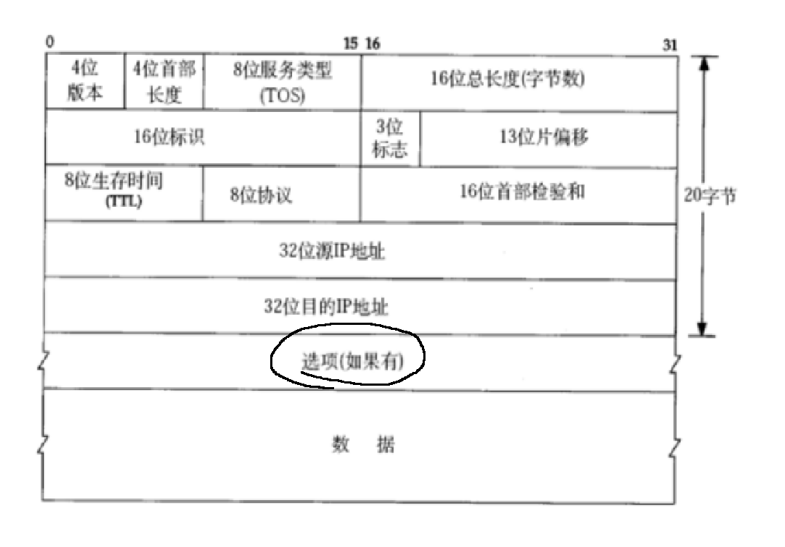 0 15 16 31
4位版本 4位首部长度 8位服务类型(TOS) 16位总长度(字节数)
16位标识 3位标志 13位片偏移
8位生存时间(TTL) 8位协议 16位首部检验和
20字节
32位源IP地址
32位目的IP地址
选项(如果有)
数 据